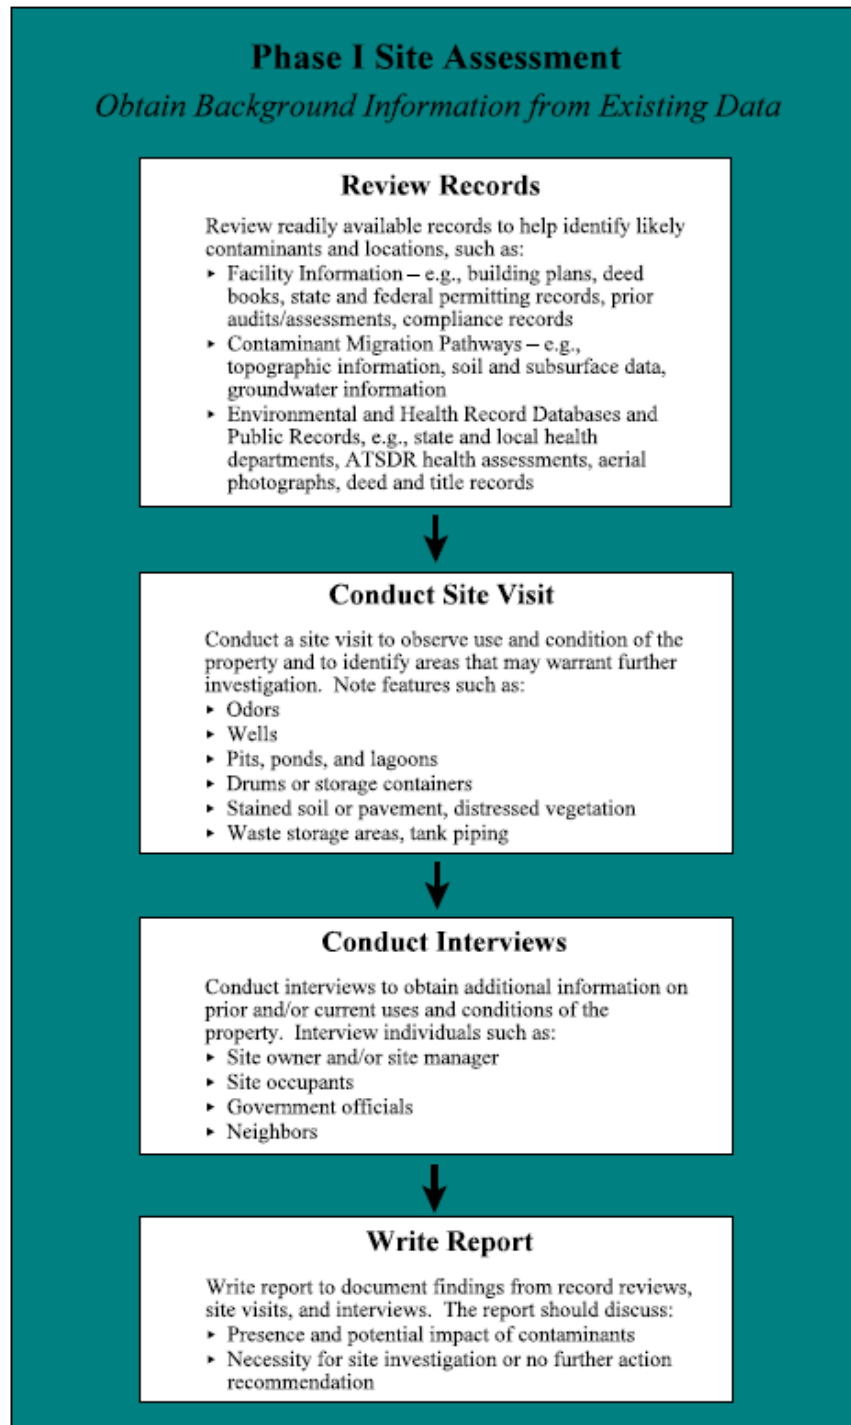 Phase I Site Assessment
Obtain Background Information from Existing Data
Review Records
Review readily available records to help identify likely
contaminants and locations, such as:
‣ Facility Information – e.g., building plans, deed
books, state and federal permitting records, prior
audits/assessments, compliance records
‣ Contaminant Migration Pathways – e.g.,
topographic information, soil and subsurface data,
groundwater information
‣ Environmental and Health Record Databases and
Public Records, e.g., state and local health
departments, ATSDR health assessments, aerial
photographs, deed and title records
Conduct Site Visit
Conduct a site visit to observe use and condition of the
property and to identify areas that may warrant further
investigation.  Note features such as:
‣ Odors
‣ Wells
‣ Pits, ponds, and lagoons
‣ Drums or storage containers
‣ Stained soil or pavement, distressed vegetation
‣ Waste storage areas, tank piping
Conduct Interviews
Conduct interviews to obtain additional information on
prior and/or current uses and conditions of the
property.  Interview individuals such as:
‣ Site owner and/or site manager
‣ Site occupants
‣ Government officials
‣ Neighbors
Write Report
Write report to document findings from record reviews,
site visits, and interviews.  The report should discuss:
‣ Presence and potential impact of contaminants
‣ Necessity for site investigation or no further action
recommendation